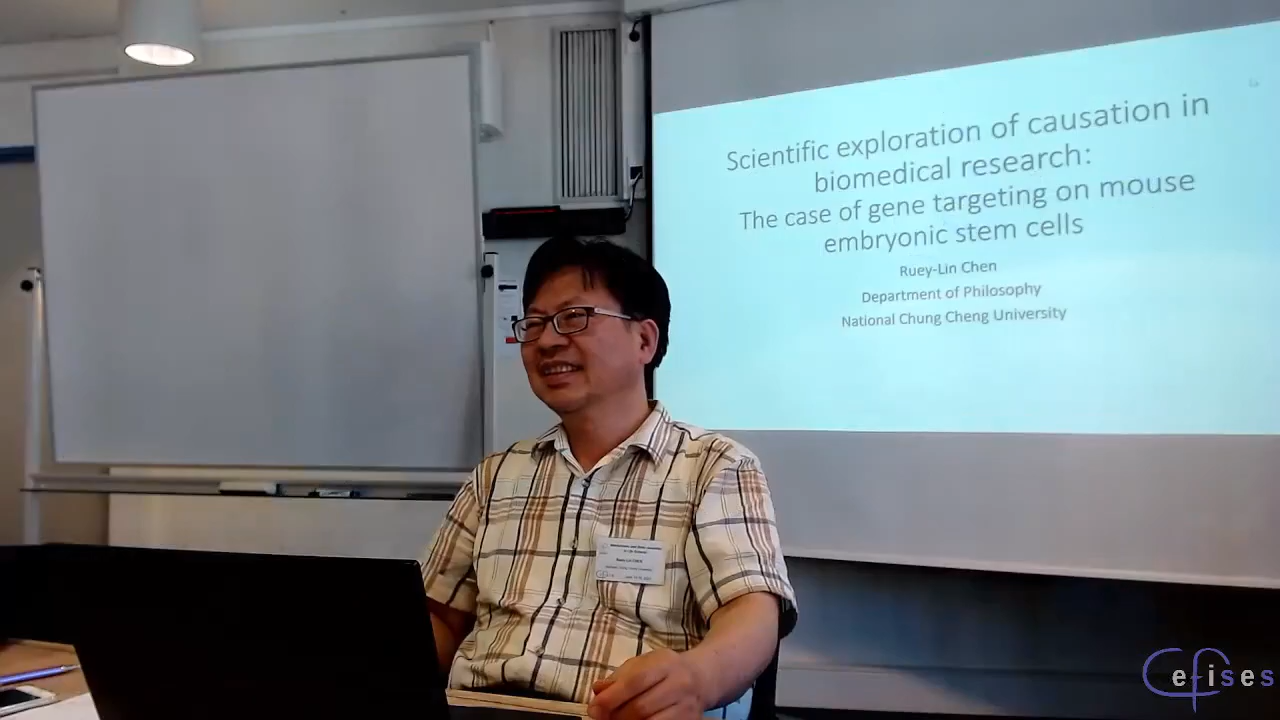 Scientific exploration of causation in
biomedical research:
The case of gene targeting on mouse
embryonic stem cells
Ruey-Lin Chen
Department of Philosophy
National Chung Cheng University
Cefises